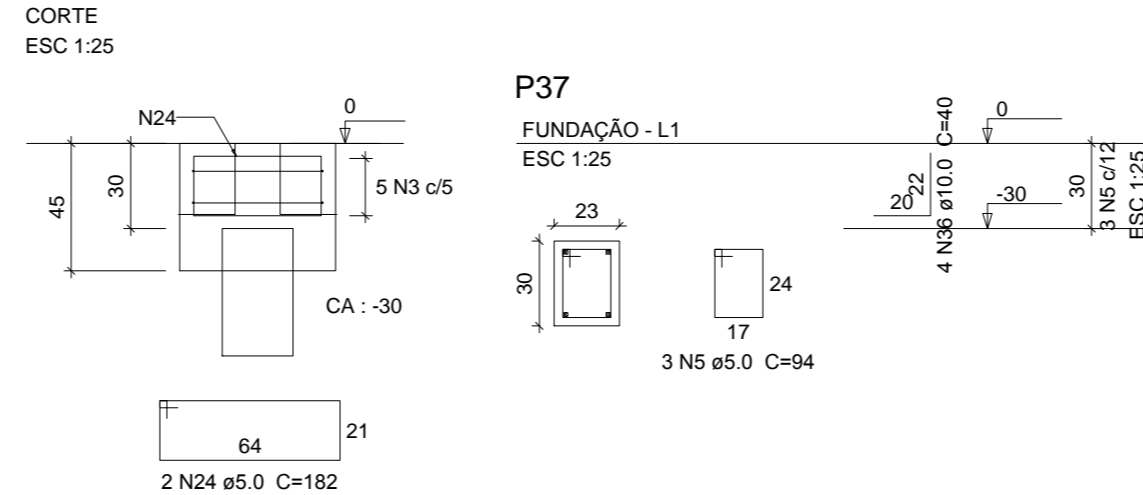 CORTE
ESC 1:25
N24
0
45
30
5 N3 c/5
CA : -30
64
21
2 N24 ø5.0 C=182
P37
FUNDAÇÃO - L1
ESC 1:25
23
30
24
17
3 N5 ø5.0 C=94
20
22
4 N36 ø10.0 C=40
0
-30
30
3 N5 c/12
ESC 1:25